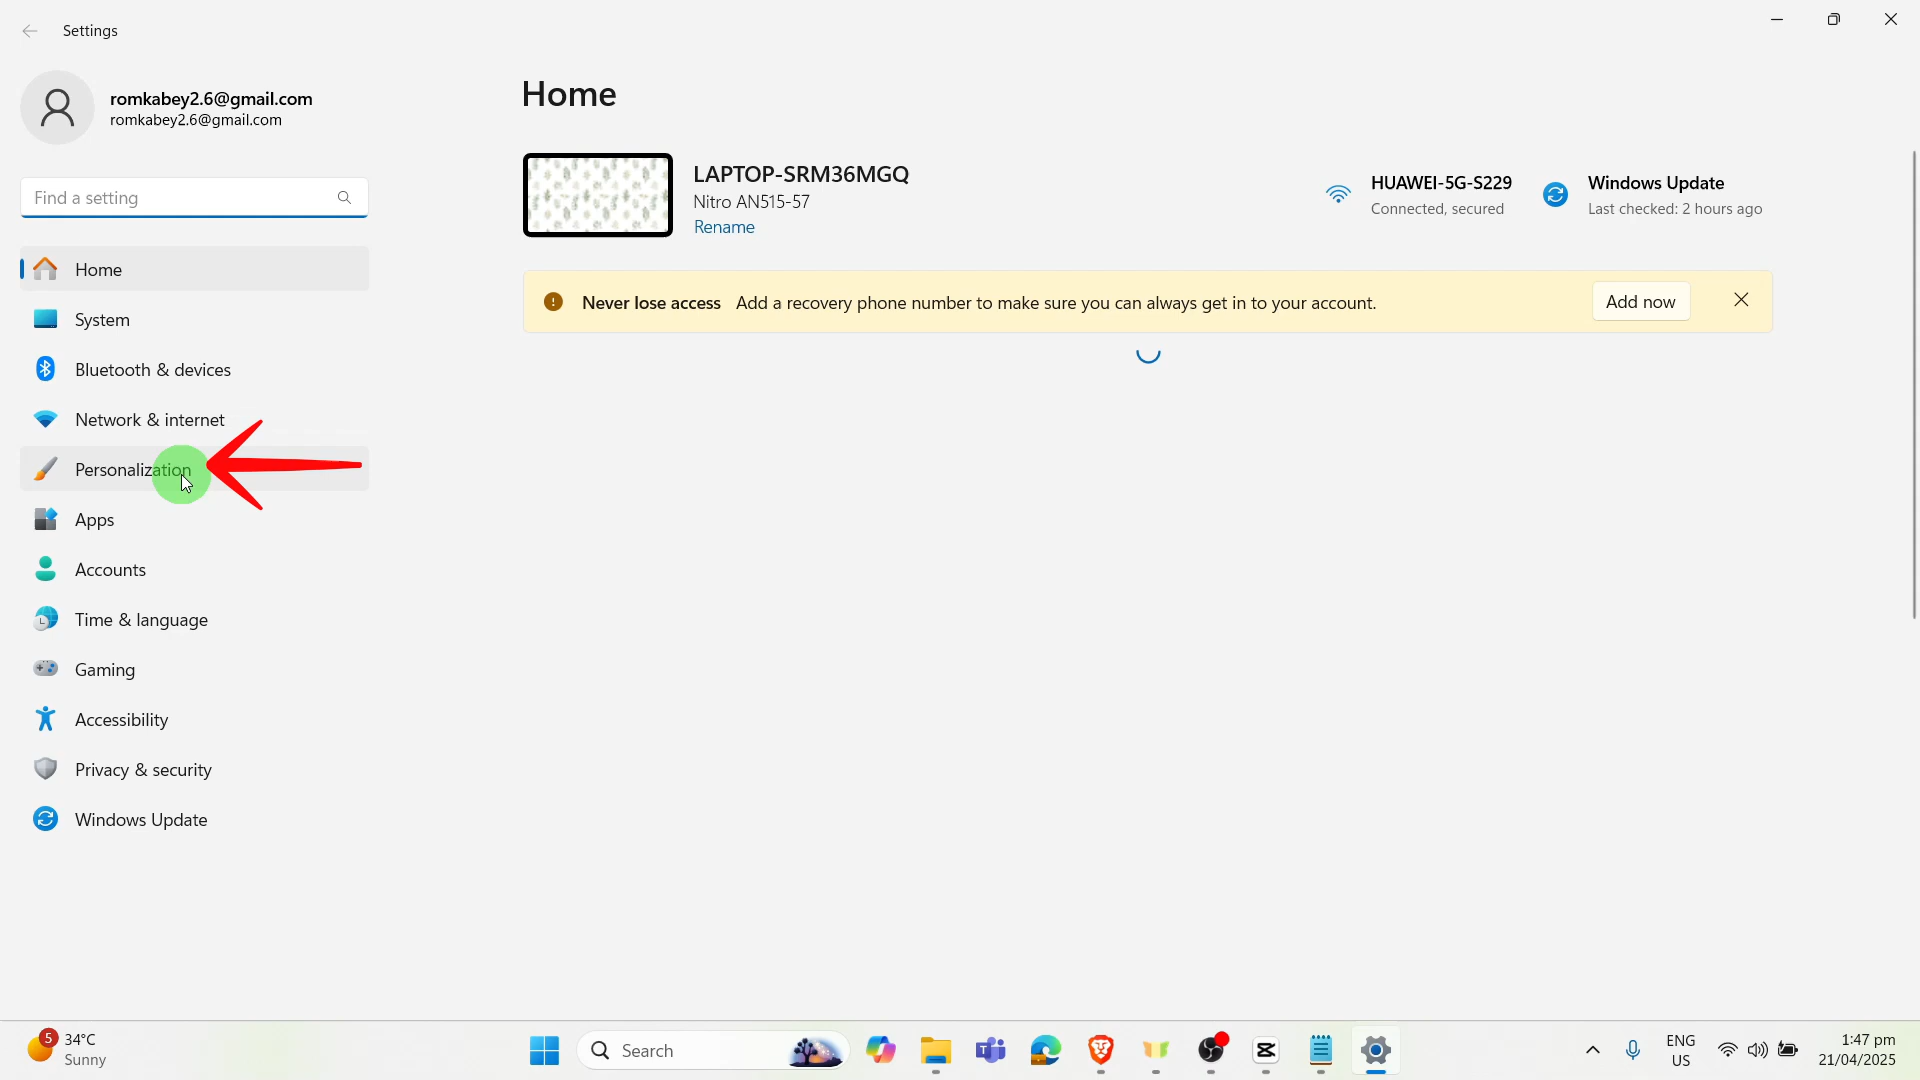 Settings
romkabey2.6@gmail.com
romkabey2.6@gmail.com
Find a setting
Home
System
Bluetooth & devices
Network & internet
Personalization
Apps
Accounts
Time & language
Gaming
Accessibility
Privacy & security
Windows Update
Home
LAPTOP-SRM36MGQ
Nitro AN515-57
Rename
HUAWEI-5G-S229
Connected, secured
Windows Update
Last checked: 2 hours ago
Never lose access Add a recovery phone number to make sure you can always get in to your account.
Add now
5
34°C
Sunny
Search
ENG
US
1:47 pm
21/04/2025